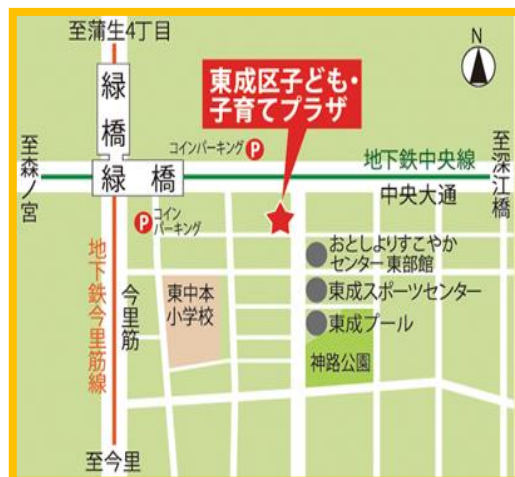 至蒲生4丁目
N
緑橋
東成区子ども・
子育てプラザ
コインパーキング P
至森ノ宮
緑橋
地下鉄中央線
中央大通
至深江橋
P コイン
パーキング
おとしよりすこやか
センター東部館
地下鉄今里筋線
今里筋
東中本
小学校
東成スポーツセンター
東成プール
神路公園
至今里